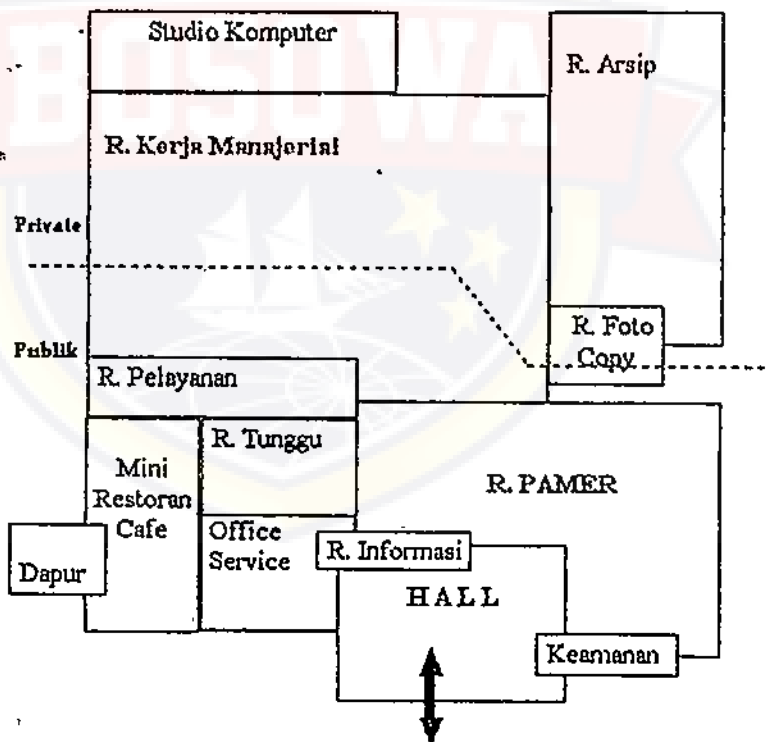 BOSOWA
Studio Komputer
R. Arsip
R. Kerja Manajerial
Private
Publik
R. Foto
Copy
R. Pelayanan
R. Tunggu
Mini
Restoran
Cafe
R. PAMER
Office
Service
R. Informasi
Dapur
HALL
Keamanan